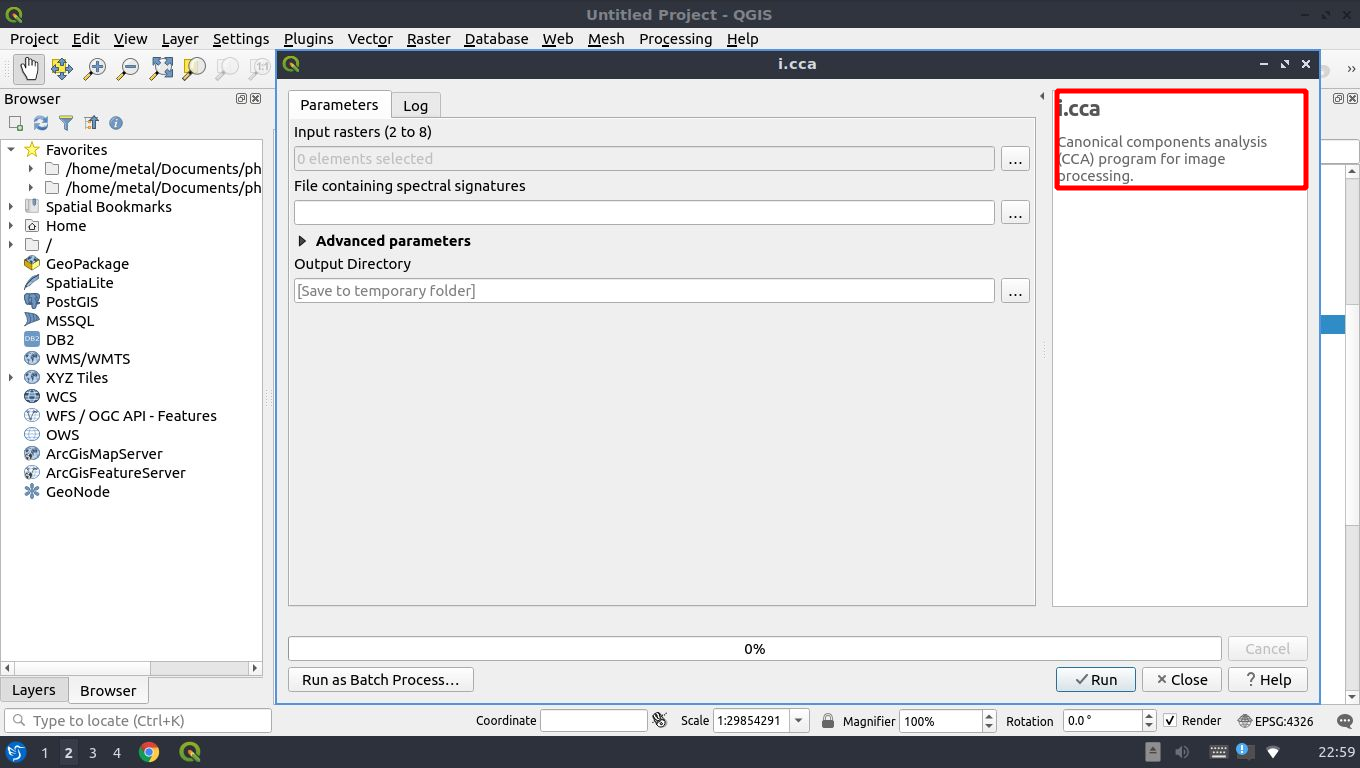 Untitled Project - QGIS
Project Edit View Layer Settings Plugins Vector Raster Database Web Mesh Processing Help
i.cca
Browser
Favorites
/home/metal/Documents/ph
/home/metal/Documents/ph
Spatial Bookmarks
Home
/
GeoPackage
SpatiaLite
PostGIS
MSSQL
DB2
WMS/WMTS
XYZ Tiles
WCS
WFS / OGC API - Features
OWS
ArcGisMapServer
ArcGisFeatureServer
GeoNode
Layers Browser
Parameters Log
Input rasters (2 to 8)
0 elements selected
…
File containing spectral signatures
…
Advanced parameters
Output Directory
[Save to temporary folder]
…
i.cca
Canonical components analysis
(CCA) program for image
processing.
0%
Cancel
Run as Batch Process…
Run Close Help
Type to locate (Ctrl+K)
Coordinate
Scale 1:29854291
Magnifier 100%
Rotation 0.0 °
Render
EPSG:4326
1 2 3 4
22:59